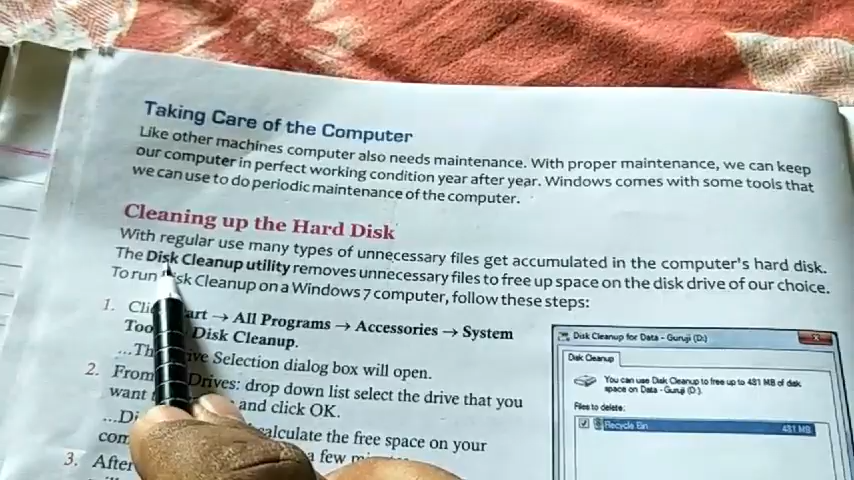 Taking Care of the Computer
Like other machines computer also needs maintenance. With proper maintenance, we can keep
our computer in perfect working condition year after year. Windows comes with some tools that
we can use to do periodic maintenance of the computer.
Cleaning up the Hard Disk
With regular use many types of unnecessary files get accumulated in the computer's hard disk.
The Disk Cleanup utility removes unnecessary files to free up space on the disk drive of our choice.
To run Disk Cleanup on a Windows 7 computer, follow these steps:
1. Cli art → All Programs → Accessories → System
Too Disk Cleanup.
...Th ive Selection dialog box will open.
2. From Drives: drop down list select the drive that you
want and click OK.
...Di calculate the free space on your
com a few
3. After
Disk Cleanup for Data - Guruji (D:)
Disk Cleanup
You can use Disk Cleanup to free up to 481 MB of disk
space on Data - Guruji (D:).
Files to delete:
Recycle Bin 481 MB